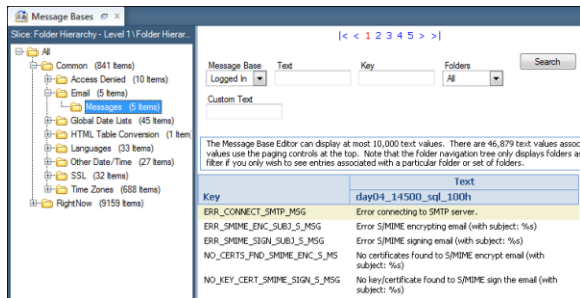 Message Bases
Slice: Folder Hierarchy - Level 1\Folder Hierar..
All
Common (841 Items)
Access Denied (10 Items)
Email (5 Items)
Messages (5 Items)
Global Date Lists (45 Items)
HTML Table Conversion (1 Item
Languages (33 Items)
Other Date/Time (27 Items)
SSL (32 Items)
Time Zones (688 Items)
RightNow (9159 Items)
|< < 1 2 3 4 5 > >|
Message Base Text Key Folders Search
Logged In All
Custom Text
The Message Base Editor can display at most 10,000 text values. There are 46,879 text values assoc
values use the paging controls at the top. Note that the folder navigation tree only displays folders as
filter if you only wish to see entries associated with a particular folder or set of folders.
Text
Key day04_14500_sql_100h
ERR_CONNECT_SMTP_MSG Error connecting to SMTP server.
ERR_SMIME_ENC_SUBJ_S_MSG Error S/MIME encrypting email (with subject: %s)
ERR_SMIME_SIGN_SUBJ_S_MSG Error S/MIME signing email (with subject: %s)
NO_CERTS_FND_SMIME_ENC_S_MS No certificates found to S/MIME encrypt email (with
subject: %s)
NO_KEY_CERT_SMIME_SIGN_S_MSG No key/certificate found to S/MIME sign the email (with
subject: %s)